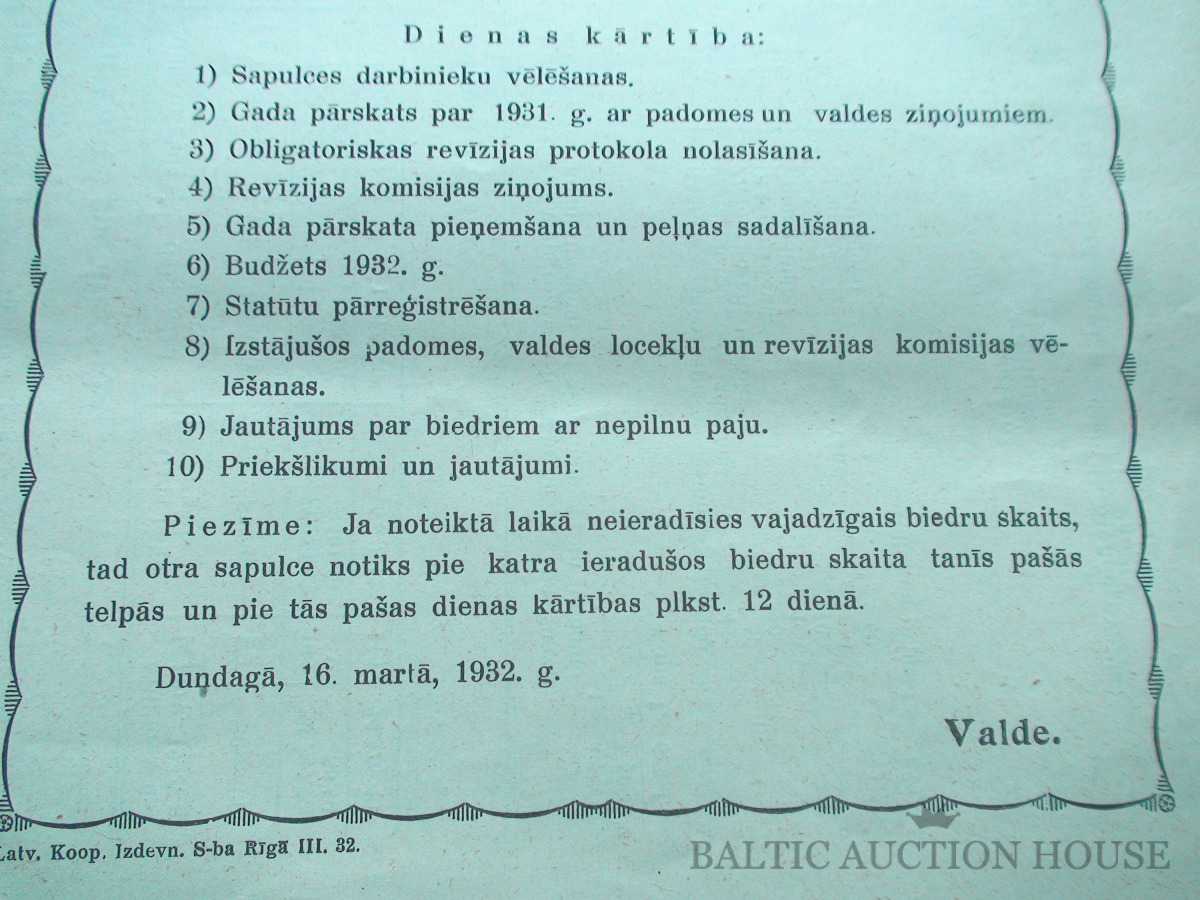 Dienas kārtība:
1) Sapulces darbinieku vēlēšanas.
2) Gada pārskats par 1931. g. ar padomes un valdes ziņojumiem.
3) Obligatoriskas revīzijas protokola nolasīšana.
4) Revīzijas komisijas ziņojums.
5) Gada pārskata pieņemšana un peļņas sadalīšana.
6) Budžets 1932. g.
7) Statūtu pārreģistrēšana.
8) Izstājušos padomes, valdes locekļu un revīzijas komisijas vē-
lēšanas.
9) Jautājums par biedriem ar nepilnu paju.
10) Priekšlikumi un jautājumi.
Piezīme: Ja noteiktā laikā neieradīsies vajadzīgais biedru skaits,
tad otra sapulce notiks pie katra ieradušos biedru skaita tanīs pašās
telpās un pie tās pašas dienas kārtības plkst. 12 dienā.
Dundagā, 16. martā, 1932. g.
Valde.
Latv. Koop. Izdevn. S-ba Rīgā III. 32.
BALTIC AUCTION HOUSE